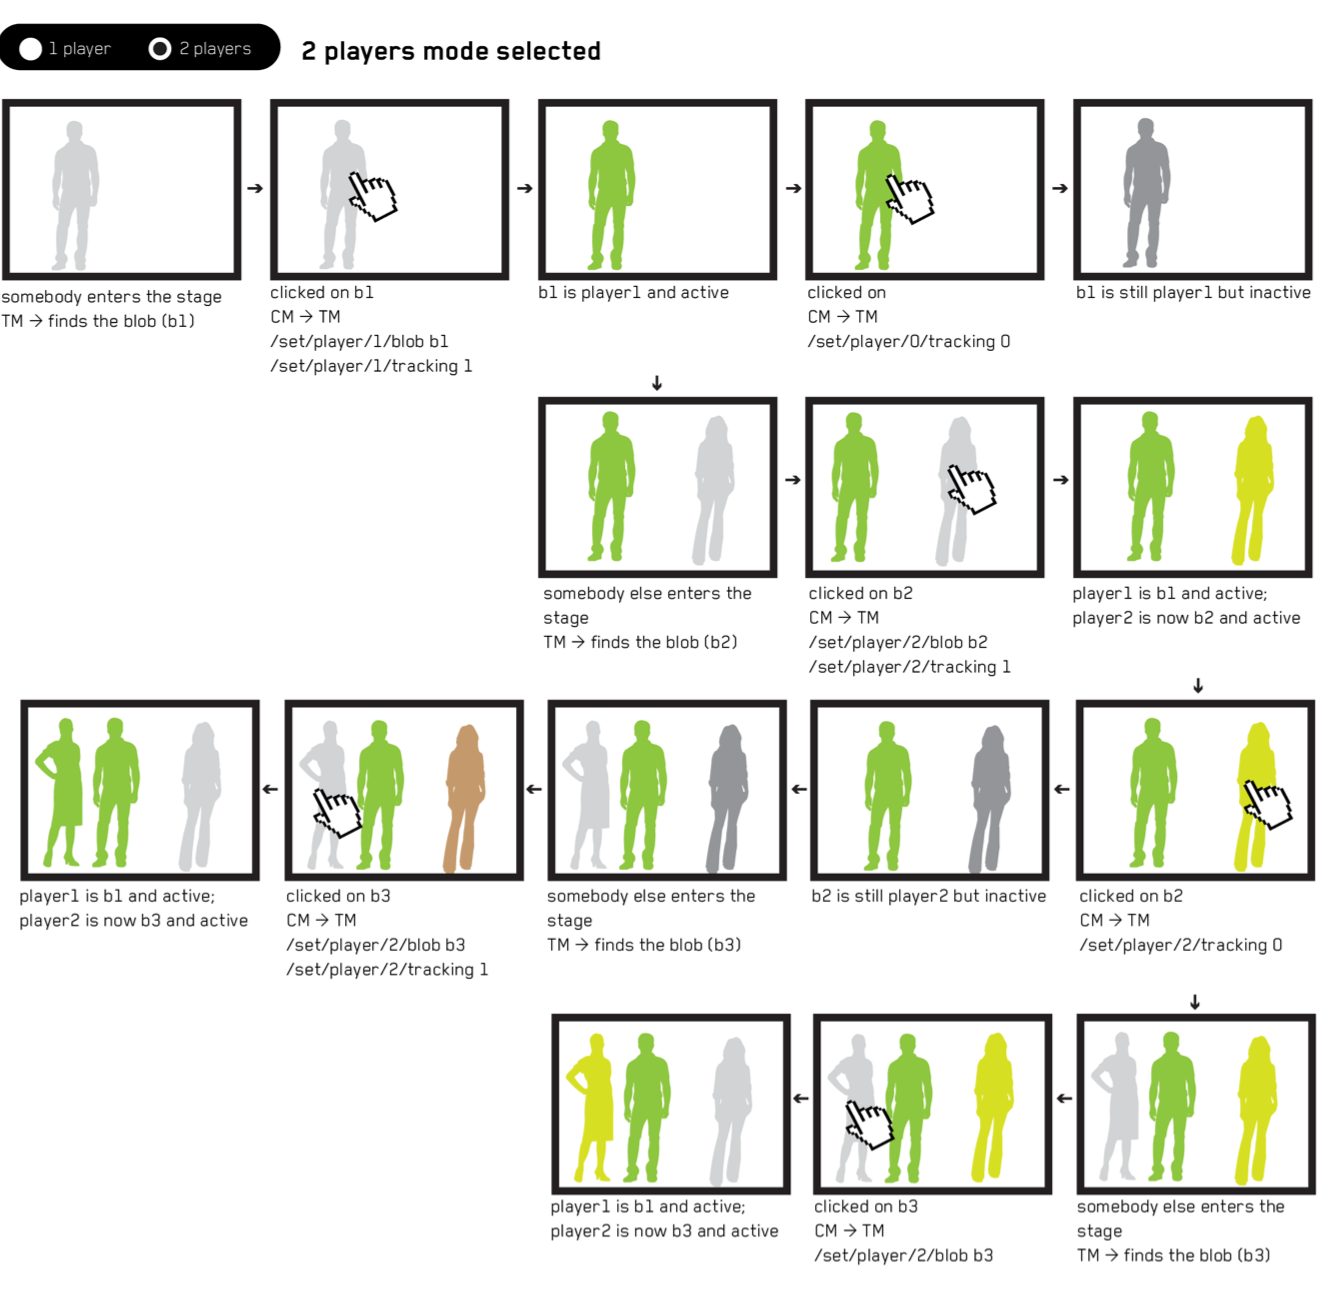 1 player
2 players
2 players mode selected
somebody enters the stage
TM → finds the blob (b1)
clicked on b1
CM → TM
/set/player/1/blob b1
/set/player/1/tracking 1
b1 is player1 and active
clicked on
CM → TM
/set/player/0/tracking 0
b1 is still player1 but inactive
somebody else enters the
stage
TM → finds the blob (b2)
clicked on b2
CM → TM
/set/player/2/blob b2
/set/player/2/tracking 1
player1 is b1 and active;
player2 is now b2 and active
player1 is b1 and active;
player2 is now b3 and active
clicked on b3
CM → TM
/set/player/2/blob b3
/set/player/2/tracking 1
somebody else enters the
stage
TM → finds the blob (b3)
b2 is still player2 but inactive
clicked on b2
CM → TM
/set/player/2/tracking 0
player1 is b1 and active;
player2 is now b3 and active
clicked on b3
CM → TM
/set/player/2/blob b3
somebody else enters the
stage
TM → finds the blob (b3)